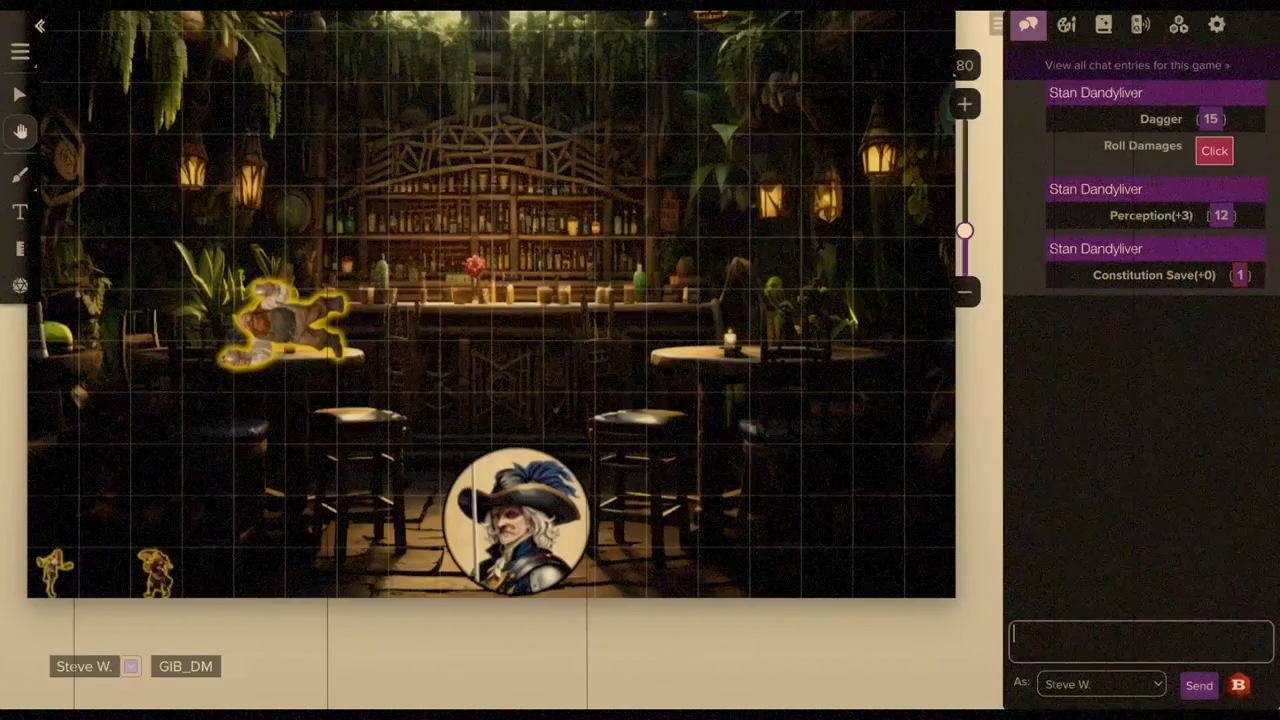 80
View all chat entries for this game »
Stan Dandyliver
Dagger 15
Roll Damages Click
Stan Dandyliver
Perception(+3) 12
Stan Dandyliver
Constitution Save(+0) 1
T
Steve W. GIB_DM
As: Steve W. Send B